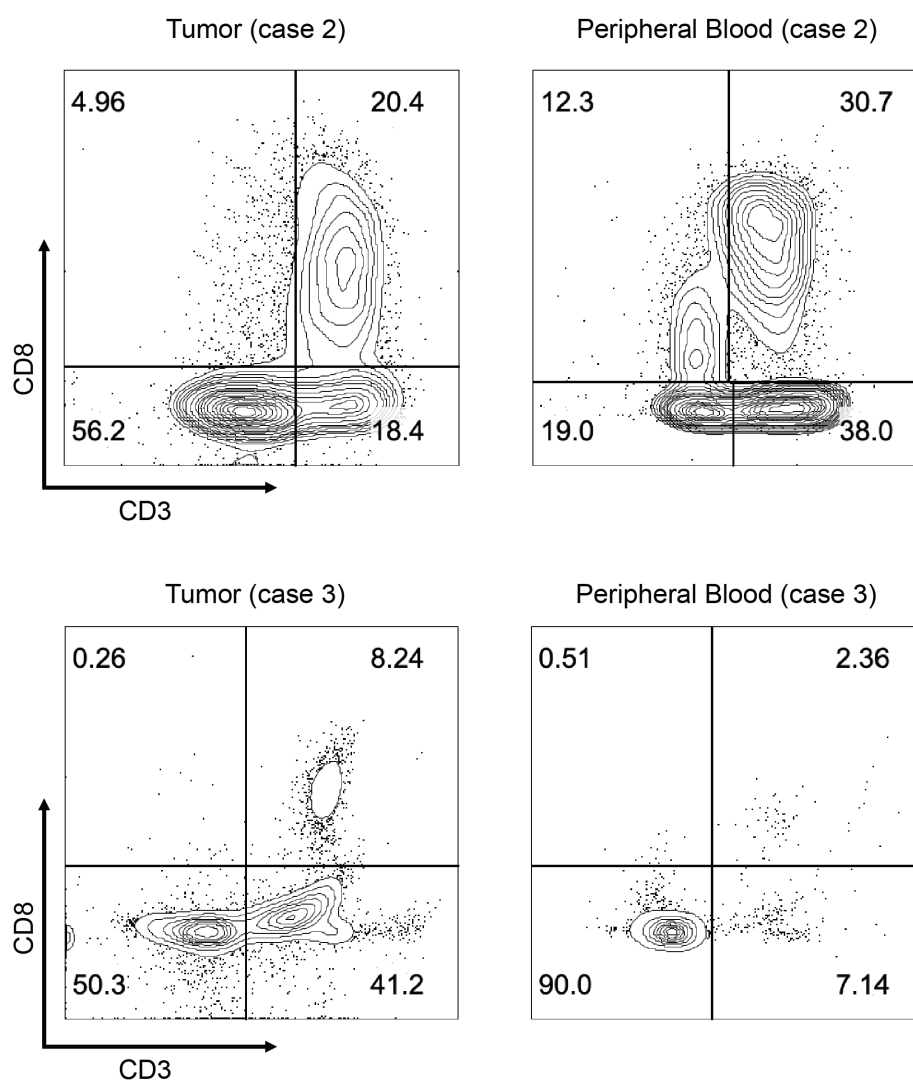 Tumor (case 2)
Peripheral Blood (case 2)
4.96
20.4
12.3
30.7
CD8
56.2
18.4
19.0
38.0
CD3
Tumor (case 3)
Peripheral Blood (case 3)
0.26
8.24
0.51
2.36
CD8
50.3
41.2
90.0
7.14
CD3